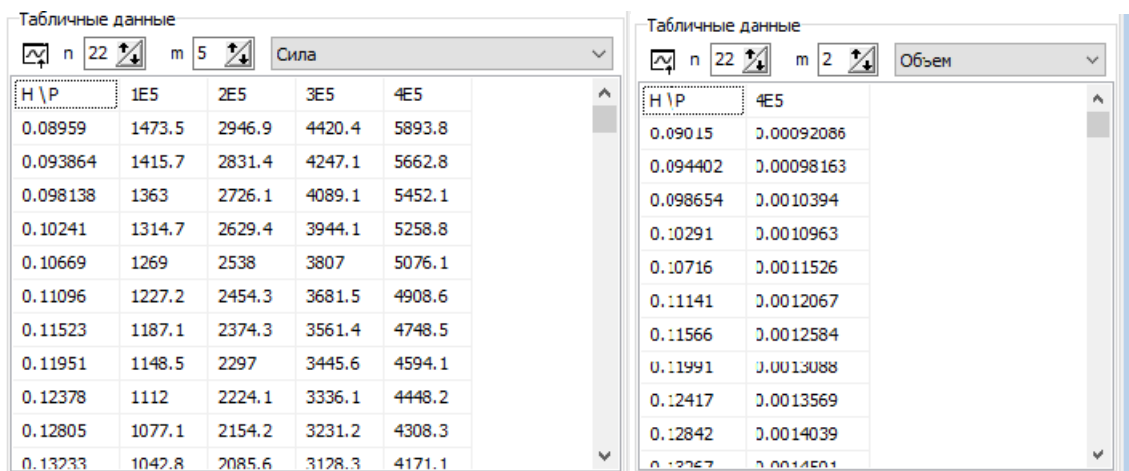 Табличные данные
n 22 m 5 Сила
H \P 1E5 2E5 3E5 4E5
0.08959 1473.5 2946.9 4420.4 5893.8
0.093864 1415.7 2831.4 4247.1 5662.8
0.098138 1363 2726.1 4089.1 5452.1
0.10241 1314.7 2629.4 3944.1 5258.8
0.10669 1269 2538 3807 5076.1
0.11096 1227.2 2454.3 3681.5 4908.6
0.11523 1187.1 2374.3 3561.4 4748.5
0.11951 1148.5 2297 3445.6 4594.1
0.12378 1112 2224.1 3336.1 4448.2
0.12805 1077.1 2154.2 3231.2 4308.3
0.13233 1042.8 2085.6 3128.3 4171.1
Табличные данные
n 22 m 2 Объем
H \P 4E5
0.09015 0.00092086
0.094402 0.00098163
0.098654 0.0010394
0.10291 0.0010963
0.10716 0.0011526
0.11141 0.0012067
0.11566 0.0012584
0.11991 0.0013088
0.12417 0.0013569
0.12842 0.0014039
0.13267 0.0014501